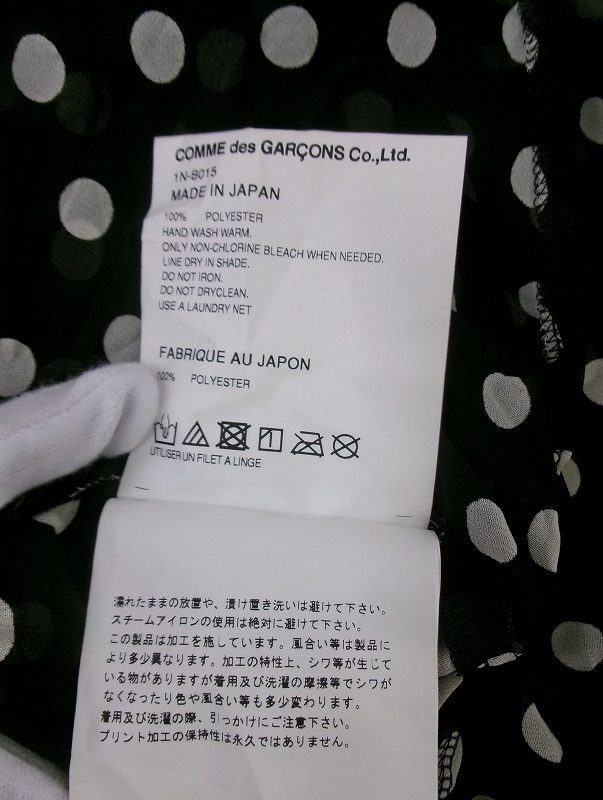 COMME des GARÇONS Co.,Ltd.
1N-B015
MADE IN JAPAN
100% POLYESTER
HAND WASH WARM.
ONLY NON-CHLORINE BLEACH WHEN NEEDED.
LINE DRY IN SHADE.
DO NOT IRON.
DO NOT DRYCLEAN.
USE A LAUNDRY NET
FABRIQUE AU JAPON
100% POLYESTER
UTILISER UN FILET A LINGE
濡れたままの放置や、漬け置き洗いは避けて下さい。
スチームアイロンの使用は絶対に避けて下さい。
この製品は加工を施しています。風合い等は製品に
より多少異なります。加工の特性上、シワ等が生じて
いる物がありますが着用及び洗濯の摩擦等でシワが
なくなったり色や風合い等も多少変わります。
着用及び洗濯の際、引っかけにご注意下さい。
プリント加工の保持性は永久ではありません。